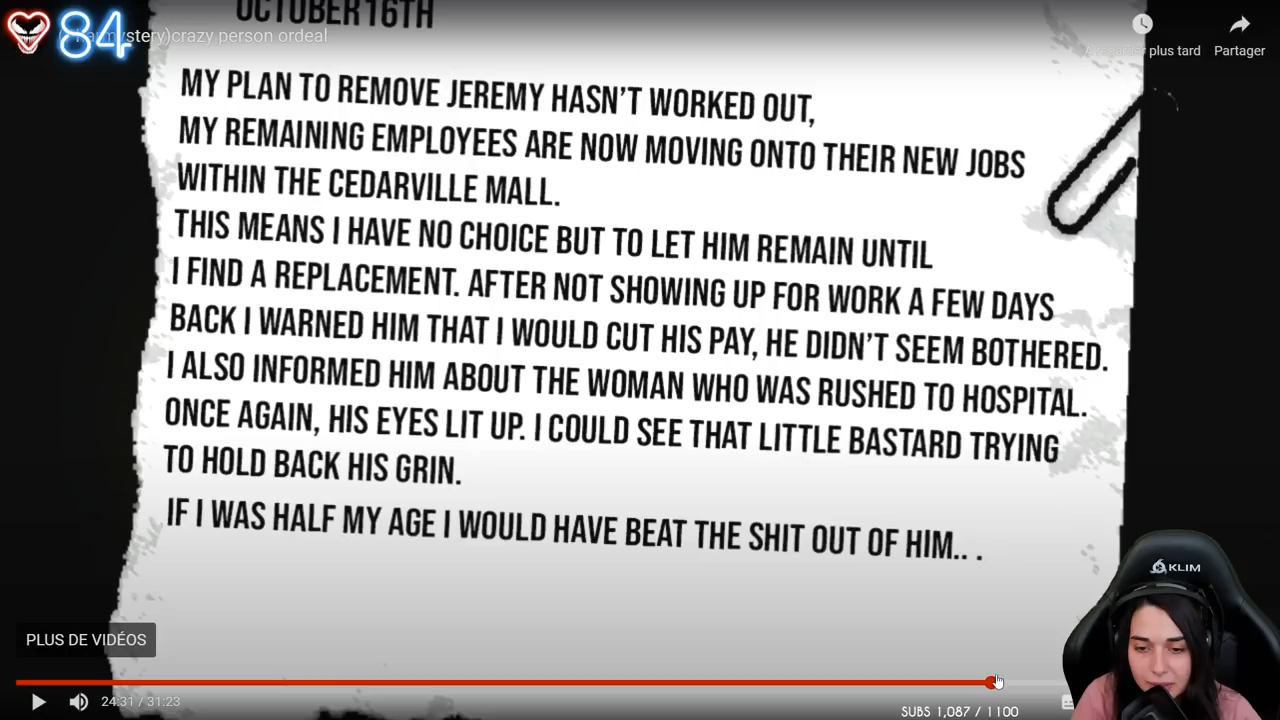 OCTOBER 16TH
84
mystery)crazy person ordeal
plus tard
Partager
MY PLAN TO REMOVE JEREMY HASN'T WORKED OUT,
MY REMAINING EMPLOYEES ARE NOW MOVING ONTO THEIR NEW JOBS
WITHIN THE CEDARVILLE MALL.
THIS MEANS I HAVE NO CHOICE BUT TO LET HIM REMAIN UNTIL
I FIND A REPLACEMENT. AFTER NOT SHOWING UP FOR WORK A FEW DAYS
BACK I WARNED HIM THAT I WOULD CUT HIS PAY, HE DIDN'T SEEM BOTHERED.
I ALSO INFORMED HIM ABOUT THE WOMAN WHO WAS RUSHED TO HOSPITAL.
ONCE AGAIN, HIS EYES LIT UP. I COULD SEE THAT LITTLE BASTARD TRYING
TO HOLD BACK HIS GRIN.
IF I WAS HALF MY AGE I WOULD HAVE BEAT THE SHIT OUT OF HIM.. .
KLIM
PLUS DE VIDÉOS
24:31 / 31:23
SUBS 1,087 / 1100